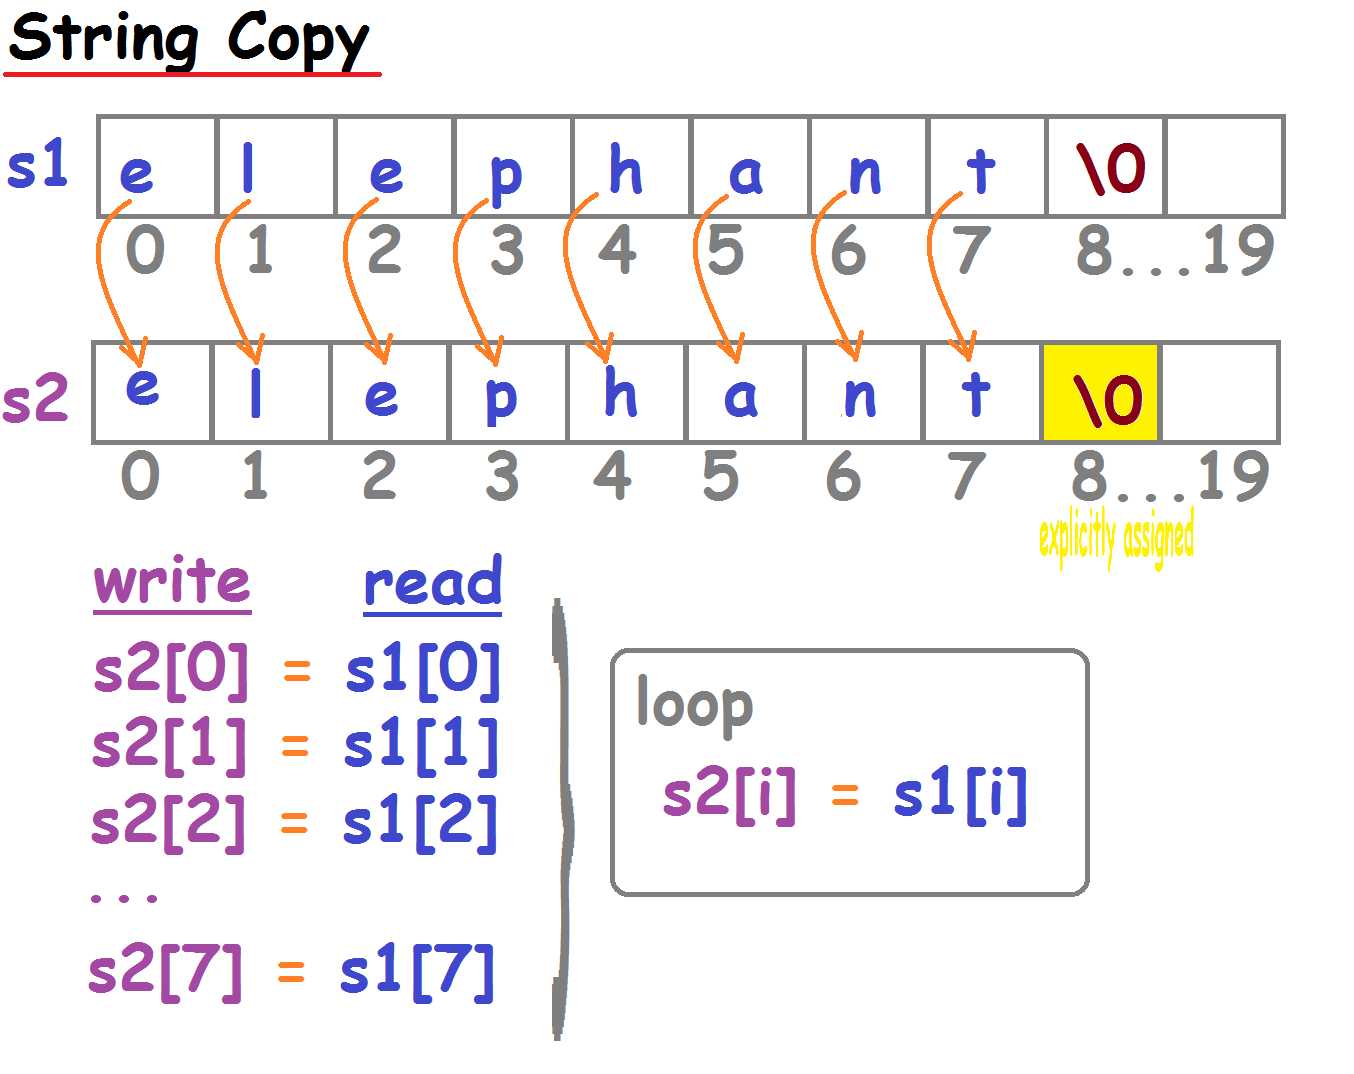 String Copy
s1 e l e p h a n t \0
0 1 2 3 4 5 6 7 8...19
s2 e l e p h a n t \0
0 1 2 3 4 5 6 7 8...19
explicitly assigned
write read
s2[0] = s1[0]
s2[1] = s1[1]
s2[2] = s1[2]
...
s2[7] = s1[7]
loop
s2[i] = s1[i]